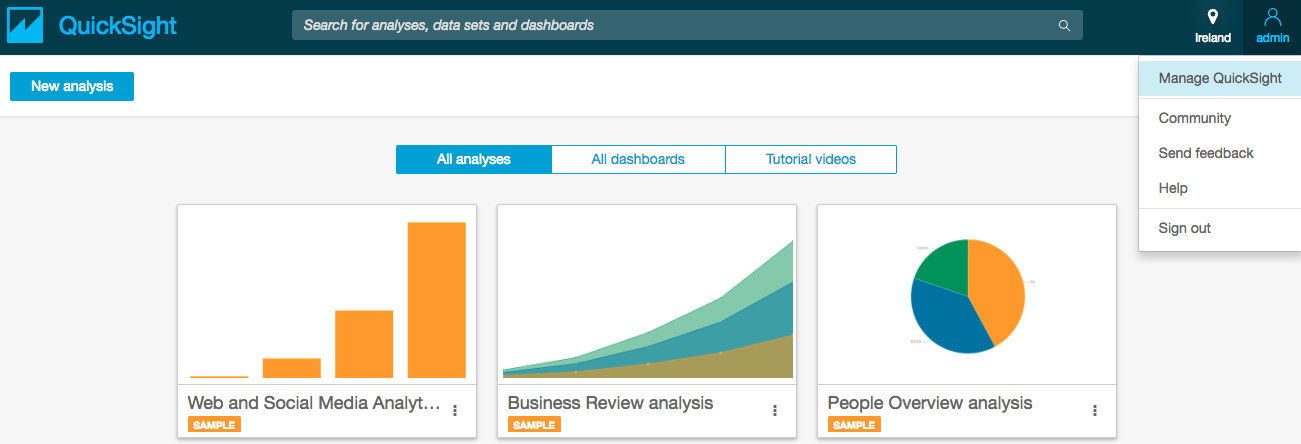 QuickSight
Search for analyses, data sets and dashboards
Ireland
admin
New analysis
Manage QuickSight
Community
Send feedback
Help
Sign out
All analyses
All dashboards
Tutorial videos
Web and Social Media Analyt...
SAMPLE
Business Review analysis
SAMPLE
People Overview analysis
SAMPLE